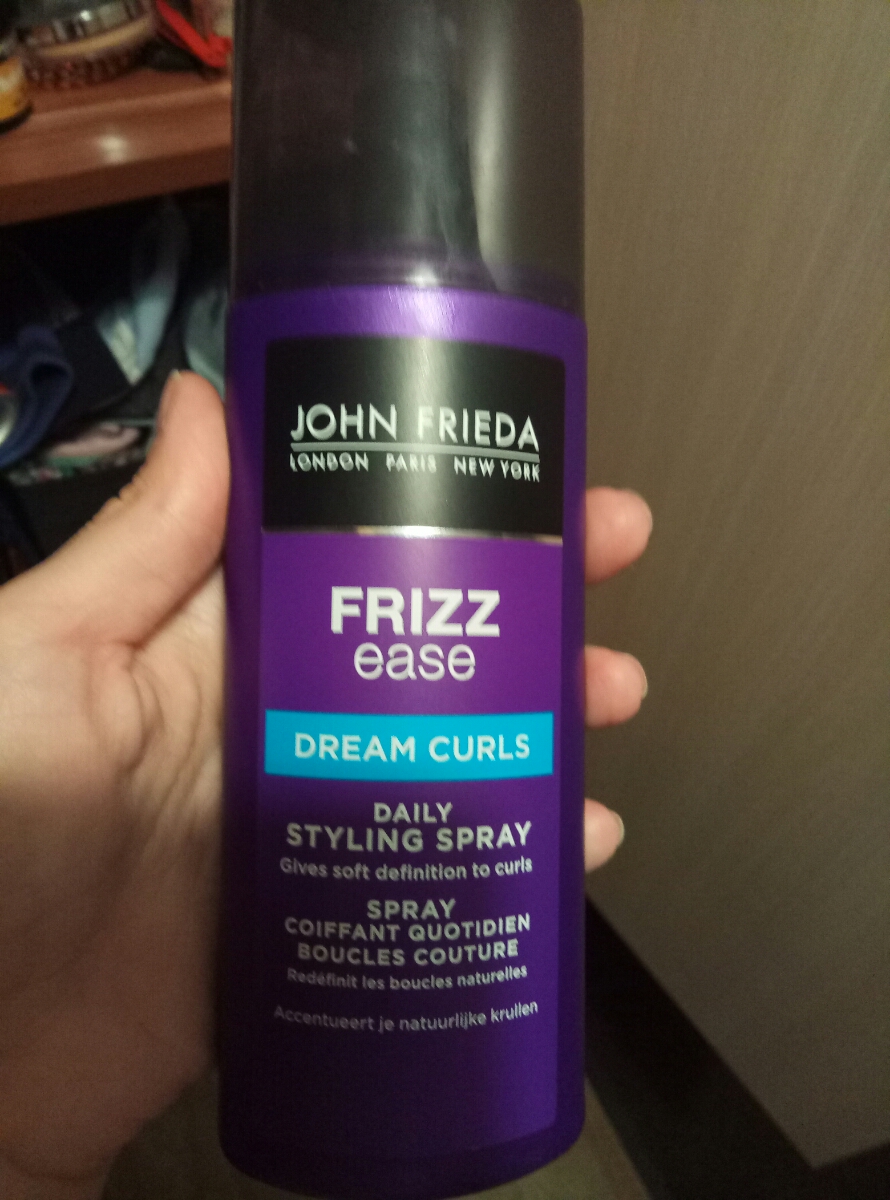 JOHN FRIEDA
LONDON PARIS NEW YORK
FRIZZ
ease
DREAM CURLS
DAILY
STYLING SPRAY
Gives soft definition to curls
SPRAY
COIFFANT QUOTIDIEN
BOUCLES COUTURE
Redéfinit les boucles naturelles
Accentueert je natuurlijke krullen